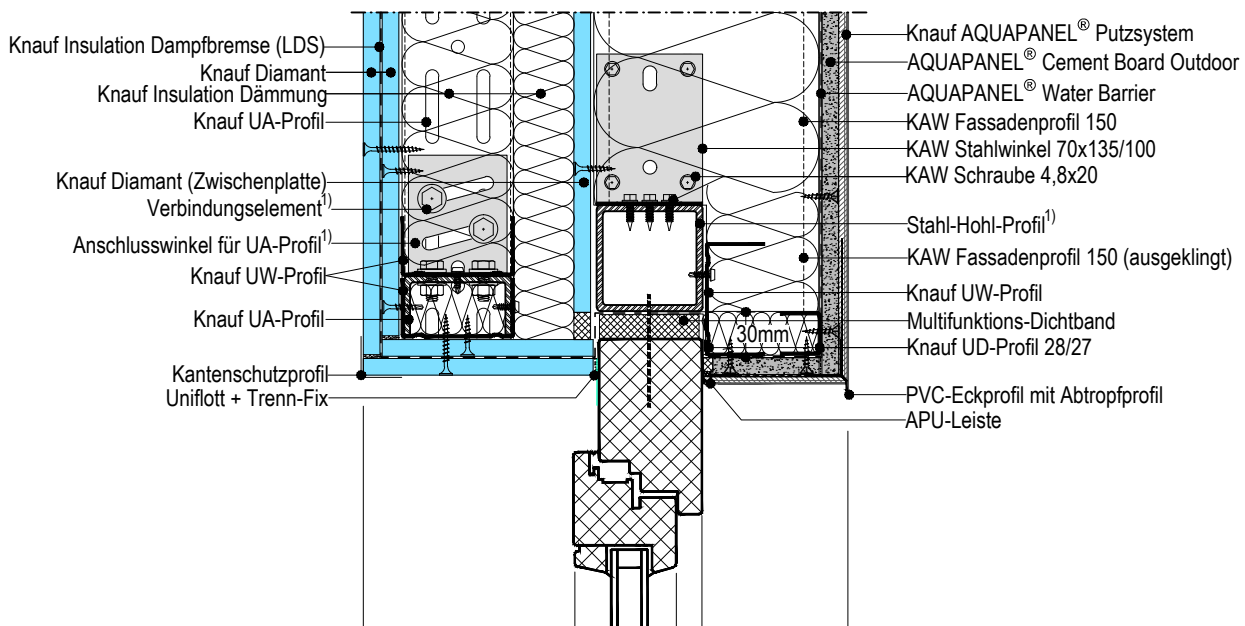 Knauf Insulation Dampfbremse (LDS)
Knauf Diamant
Knauf Insulation Dämmung
Knauf UA-Profil
Knauf Diamant (Zwischenplatte)
Verbindungselement1)
Anschlusswinkel für UA-Profil1)
Knauf UW-Profil
Knauf UA-Profil
Kantenschutzprofil
Uniflott + Trenn-Fix
Knauf AQUAPANEL® Putzsystem
AQUAPANEL® Cement Board Outdoor
AQUAPANEL® Water Barrier
KAW Fassadenprofil 150
KAW Stahlwinkel 70x135/100
KAW Schraube 4,8x20
Stahl-Hohl-Profil1)
KAW Fassadenprofil 150 (ausgeklingt)
Knauf UW-Profil
Multifunktions-Dichtband
30mm
Knauf UD-Profil 28/27
PVC-Eckprofil mit Abtropfprofil
APU-Leiste